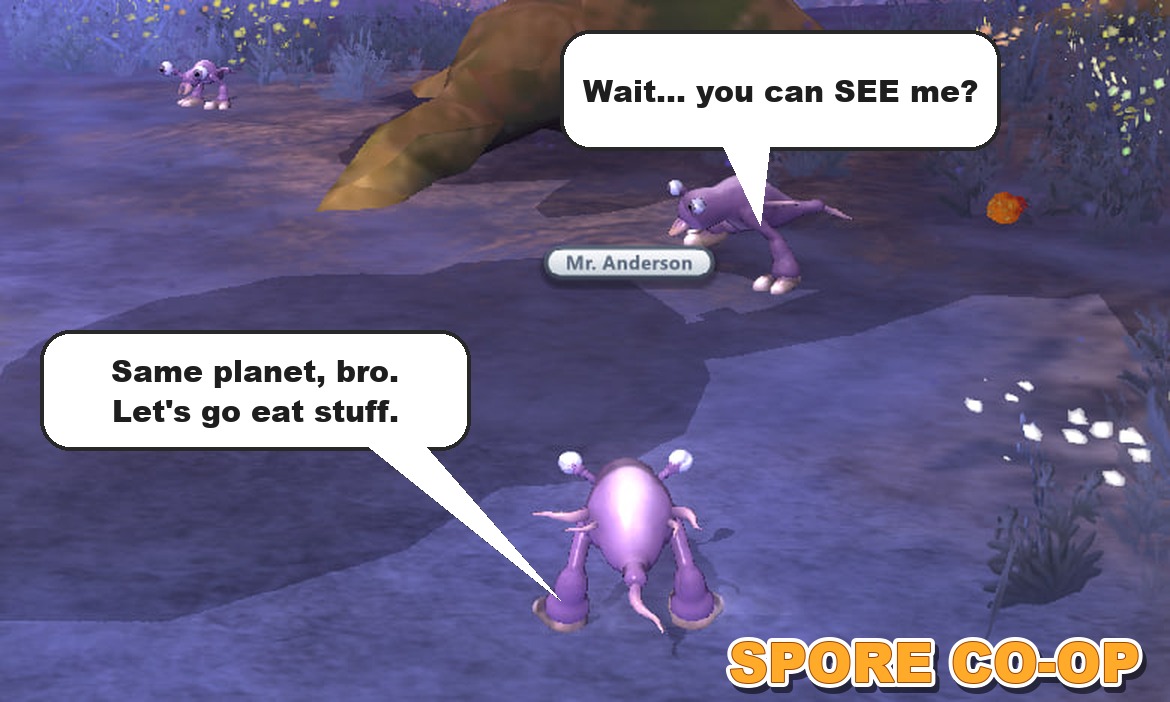 Wait... you can SEE me?
Mr. Anderson
Same planet, bro.
Let's go eat stuff.
SPORE CO-OP